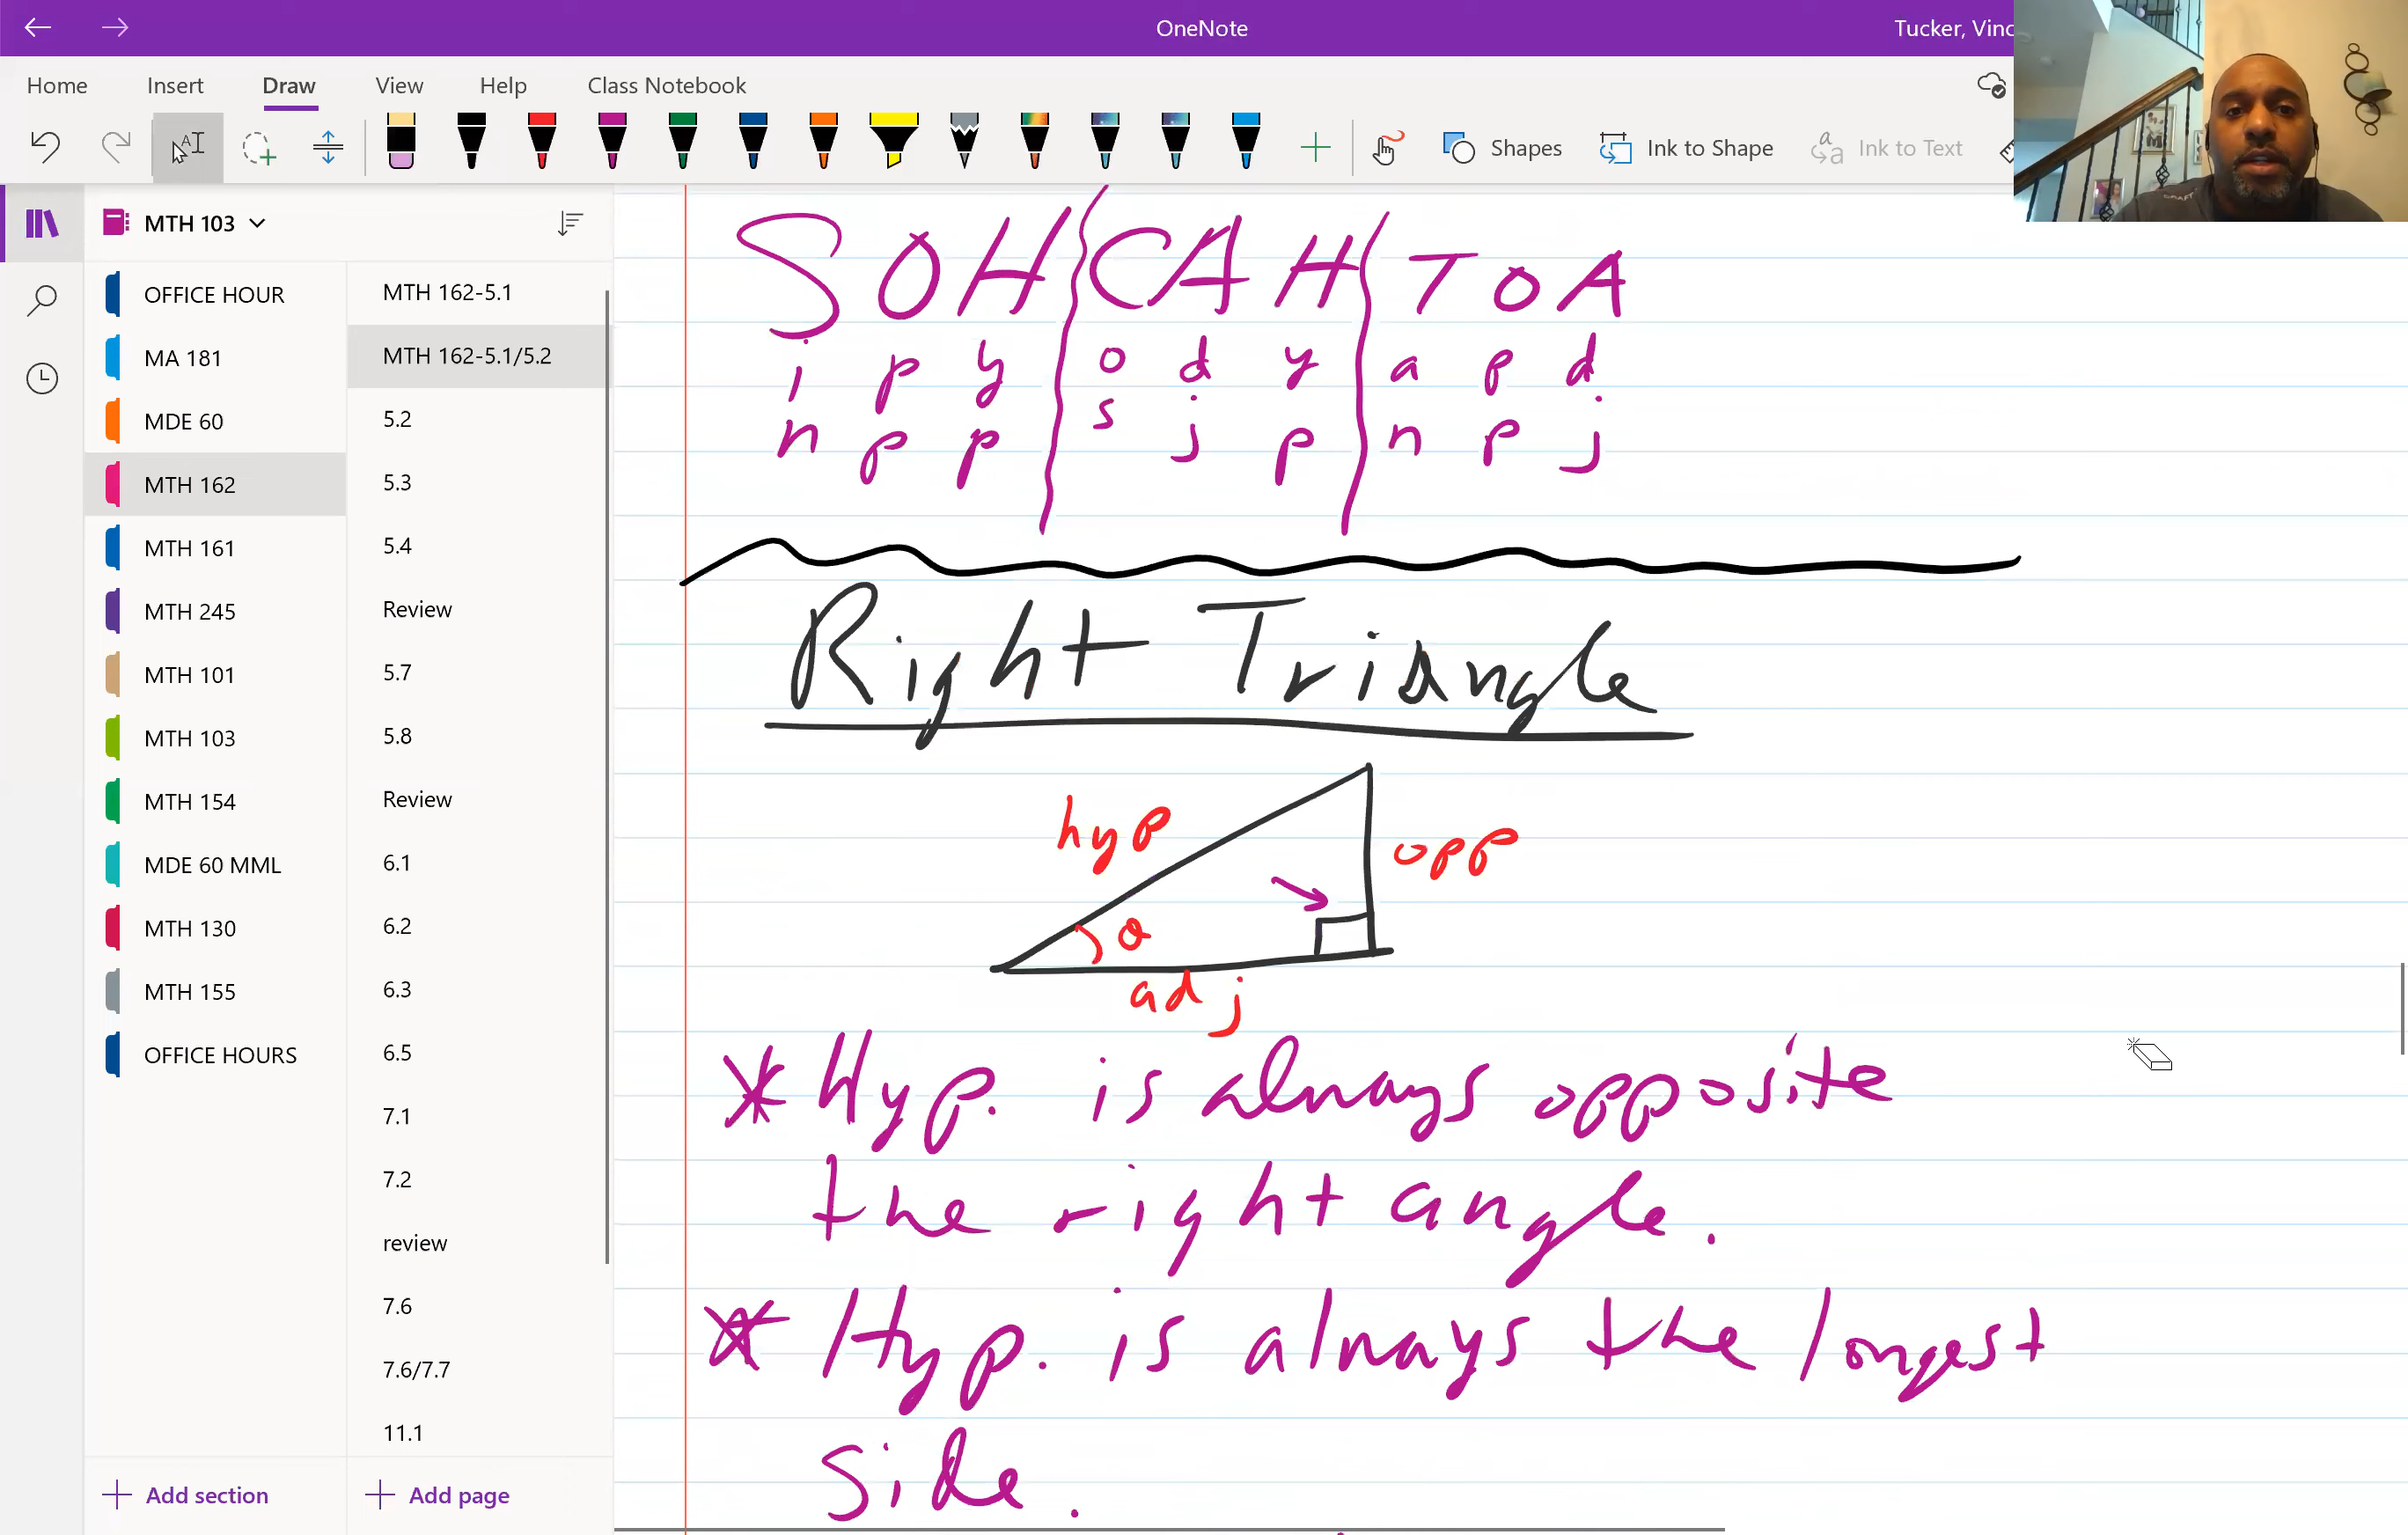 OneNote
Tucker, Vinc
Home Insert Draw View Help Class Notebook
Shapes Ink to Shape Ink to Text
MTH 103
OFFICE HOUR
MA 181
MDE 60
MTH 162
MTH 161
MTH 245
MTH 101
MTH 103
MTH 154
MDE 60 MML
MTH 130
MTH 155
OFFICE HOURS
Add section
MTH 162-5.1
MTH 162-5.1/5.2
5.2
5.3
5.4
Review
5.7
5.8
Review
6.1
6.2
6.3
6.5
7.1
7.2
review
7.6
7.6/7.7
11.1
Add page
SOH CAH TOA
i p y o d y a p d
n p p s j p n p j
Right Triangle
hyp
opp
θ
adj
* Hyp. is always opposite
the right angle.
* Hyp. is always the longest
side.